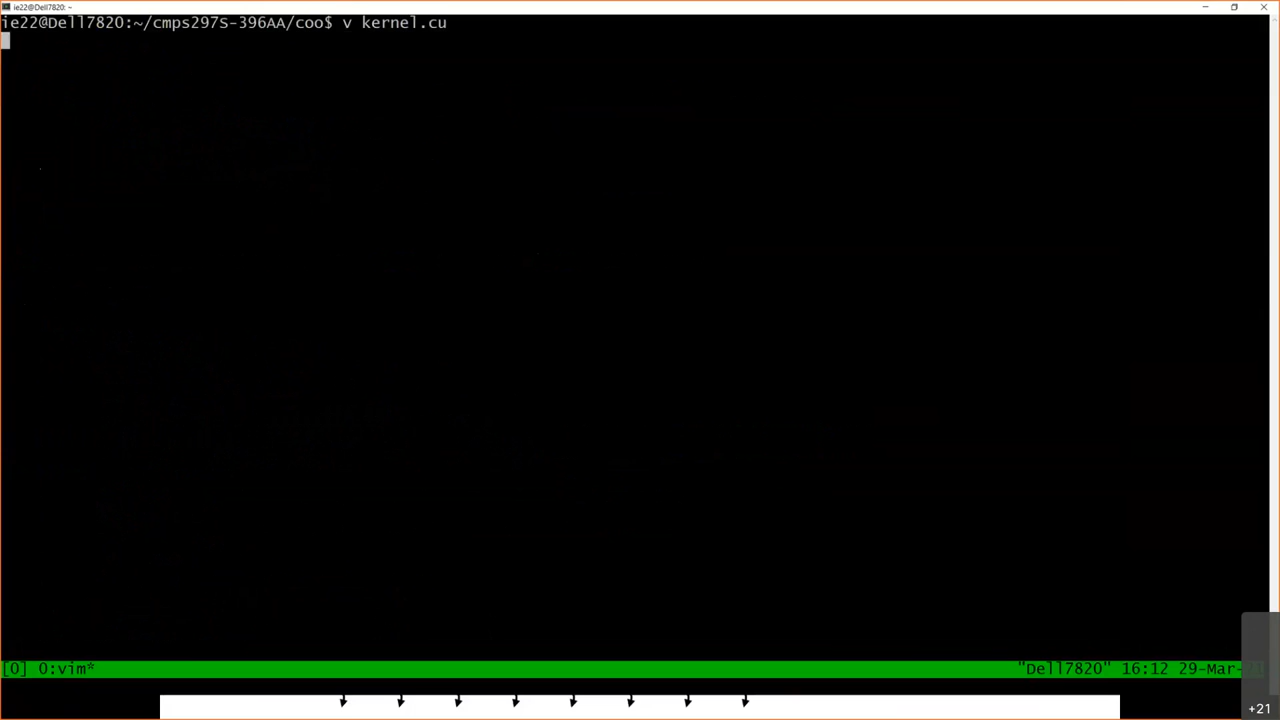 ie22@Dell7820: ~
ie22@Dell7820:~/cmps297S-396AA/coo$ v kernel.cu
[0] 0:vim* "Dell7820" 16:12 29-Mar-
+21